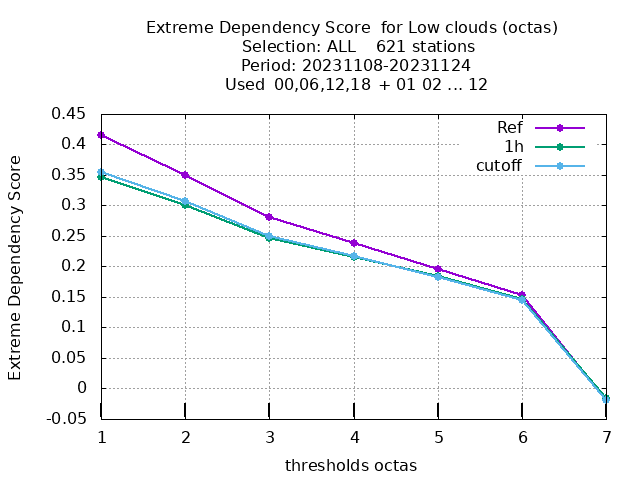 Extreme Dependency Score  for Low clouds (octas)
Selection: ALL    621 stations
Period: 20231108-20231124
Used  00,06,12,18  + 01 02 ... 12
Ref
1h
cutoff
Extreme Dependency Score
0.45
0.4
0.35
0.3
0.25
0.2
0.15
0.1
0.05
0
-0.05
1 2 3 4 5 6 7
thresholds octas